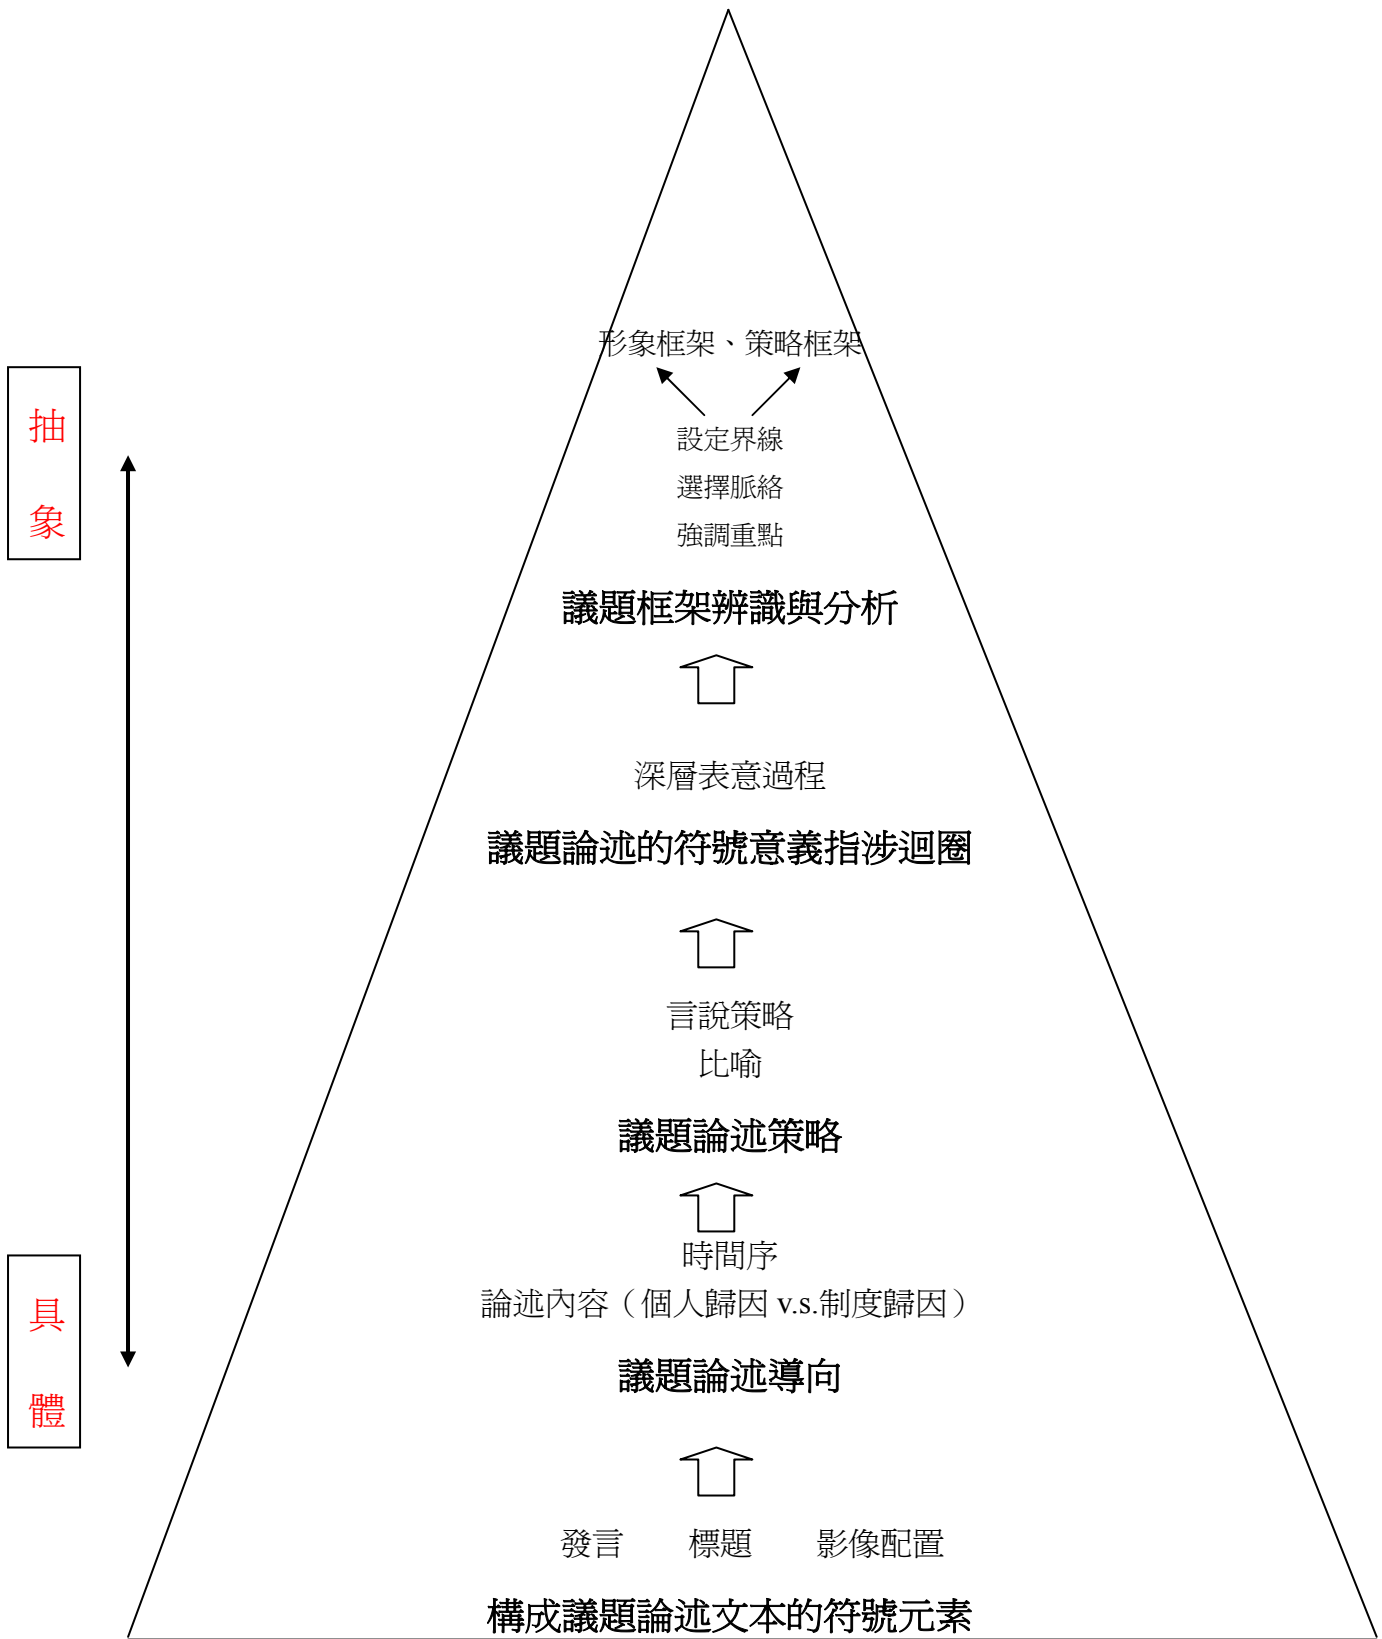 形象框架、策略框架
抽
象
設定界線
選擇脈絡
強調重點
議題框架辨識與分析
深層表意過程
議題論述的符號意義指涉迴圈
言說策略
比喻
議題論述策略
時間序
論述內容（個人歸因 v.s.制度歸因）
具
體
議題論述導向
發言 標題 影像配置
構成議題論述文本的符號元素